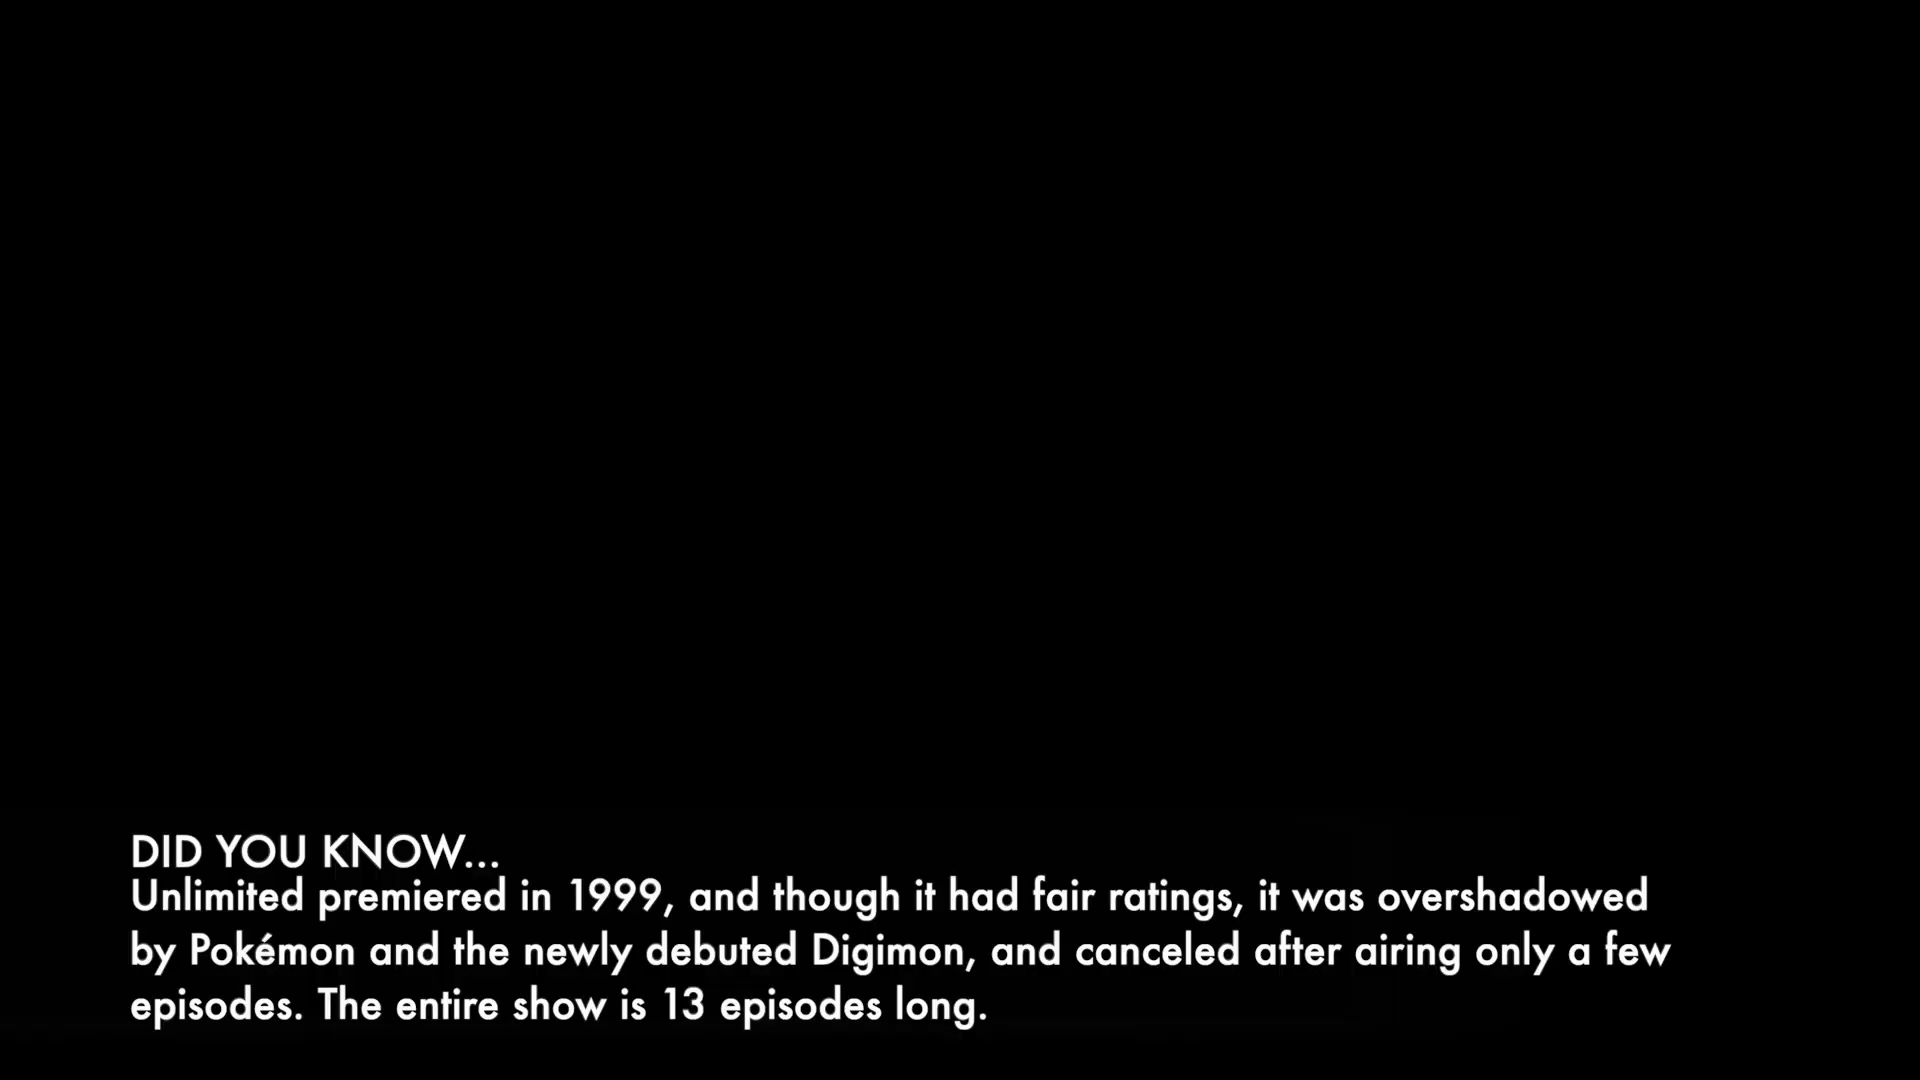 DID YOU KNOW...
Unlimited premiered in 1999, and though it had fair ratings, it was overshadowed
by Pokémon and the newly debuted Digimon, and canceled after airing only a few
episodes. The entire show is 13 episodes long.